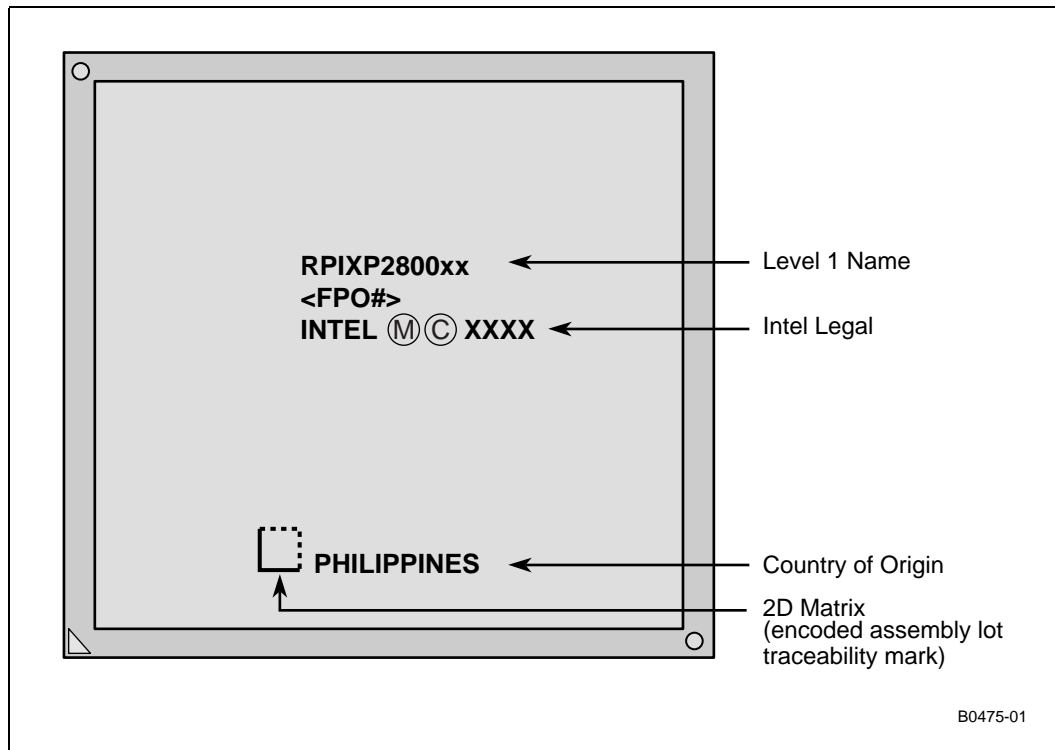 RPIXP2800xx
Level 1 Name
<FPO#>
INTEL Ⓜ Ⓒ XXXX
Intel Legal
PHILIPPINES
Country of Origin
2D Matrix
(encoded assembly lot
traceability mark)
B0475-01